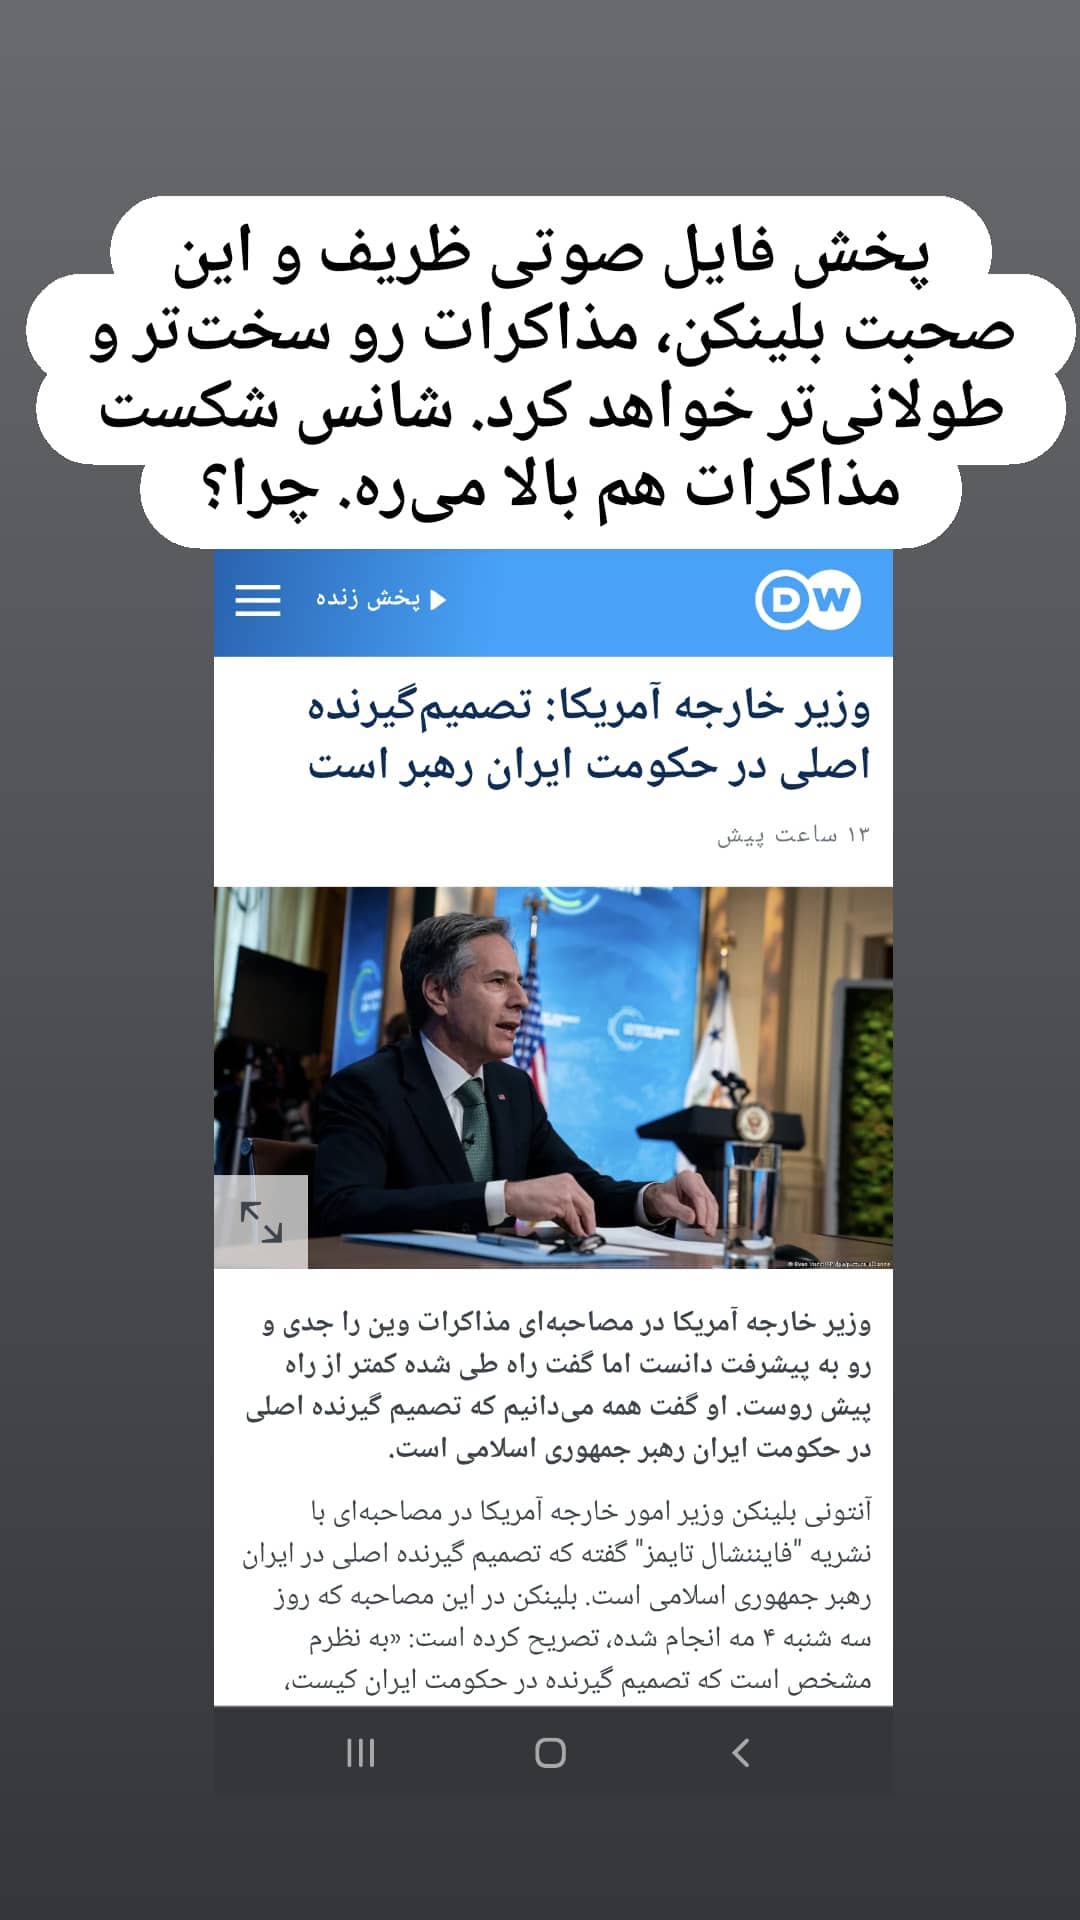 پخش فایل صوتی ظریف و این
صحبت بلینکن، مذاکرات رو سخت‌تر و
طولانی‌تر خواهد کرد. شانس شکست
مذاکرات هم بالا می‌ره. چرا؟
پخش زنده
DW
وزیر خارجه آمریکا: تصمیم‌گیرنده
اصلی در حکومت ایران رهبر است
۱۳ ساعت پیش
وزیر خارجه آمریکا در مصاحبه‌ای مذاکرات وین را جدی و
رو به پیشرفت دانست اما گفت راه طی شده کمتر از راه
پیش روست. او گفت همه می‌دانیم که تصمیم گیرنده اصلی
در حکومت ایران رهبر جمهوری اسلامی است.
آنتونی بلینکن وزیر امور خارجه آمریکا در مصاحبه‌ای با
نشریه "فایننشال تایمز" گفته که تصمیم گیرنده اصلی در ایران
رهبر جمهوری اسلامی است. بلینکن در این مصاحبه که روز
سه شنبه ۴ مه انجام شده، تصریح کرده است: «به نظرم
مشخص است که تصمیم گیرنده در حکومت ایران کیست،